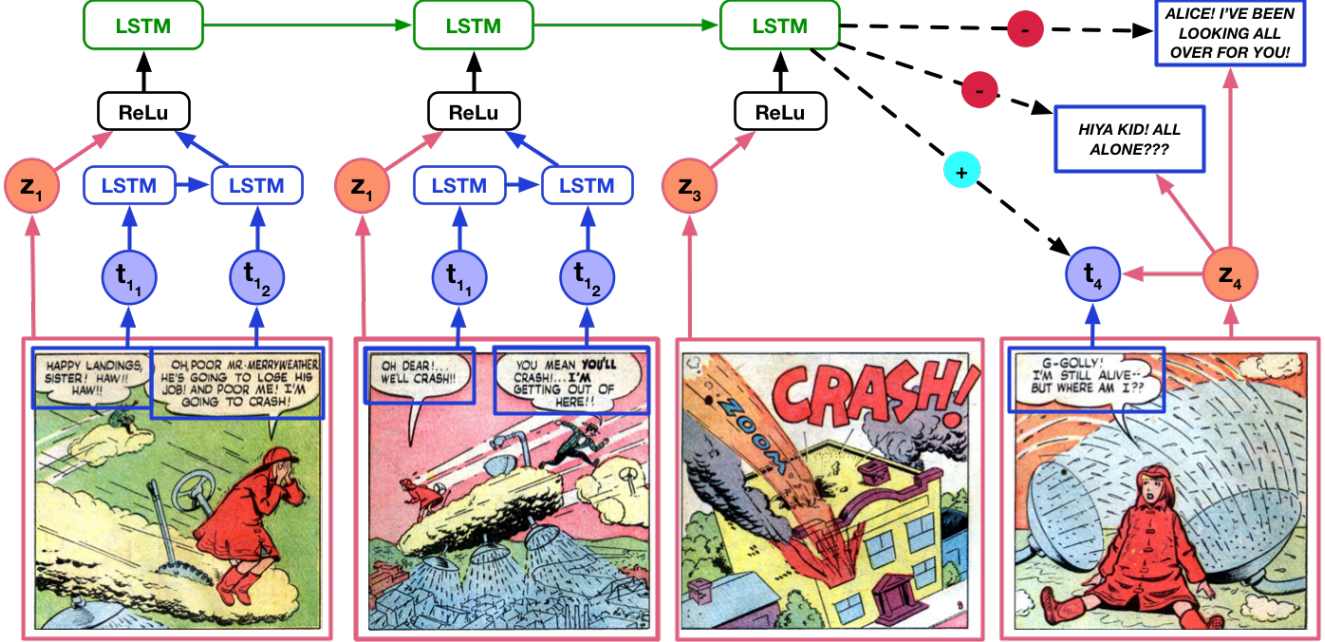 LSTM
LSTM
LSTM
-
ALICE! I'VE BEEN
LOOKING ALL
OVER FOR YOU!
-
ReLu
ReLu
ReLu
HIYA KID! ALL
ALONE???
+
z1
LSTM
LSTM
z1
LSTM
LSTM
z3
t11
t12
t11
t12
t4
z4
HAPPY LANDINGS,
SISTER! HAW!!
HAW!!
OH, POOR MR. MERRYWEATHER
HE'S GOING TO LOSE HIS
JOB! AND POOR ME! I'M
GOING TO CRASH!
OH DEAR!...
WE'LL CRASH!!
YOU MEAN YOU'LL
CRASH!...I'M
GETTING OUT OF
HERE!!
CRASH!
ZOOM
G-GOLLY!
I'M STILL ALIVE--
BUT WHERE AM I??